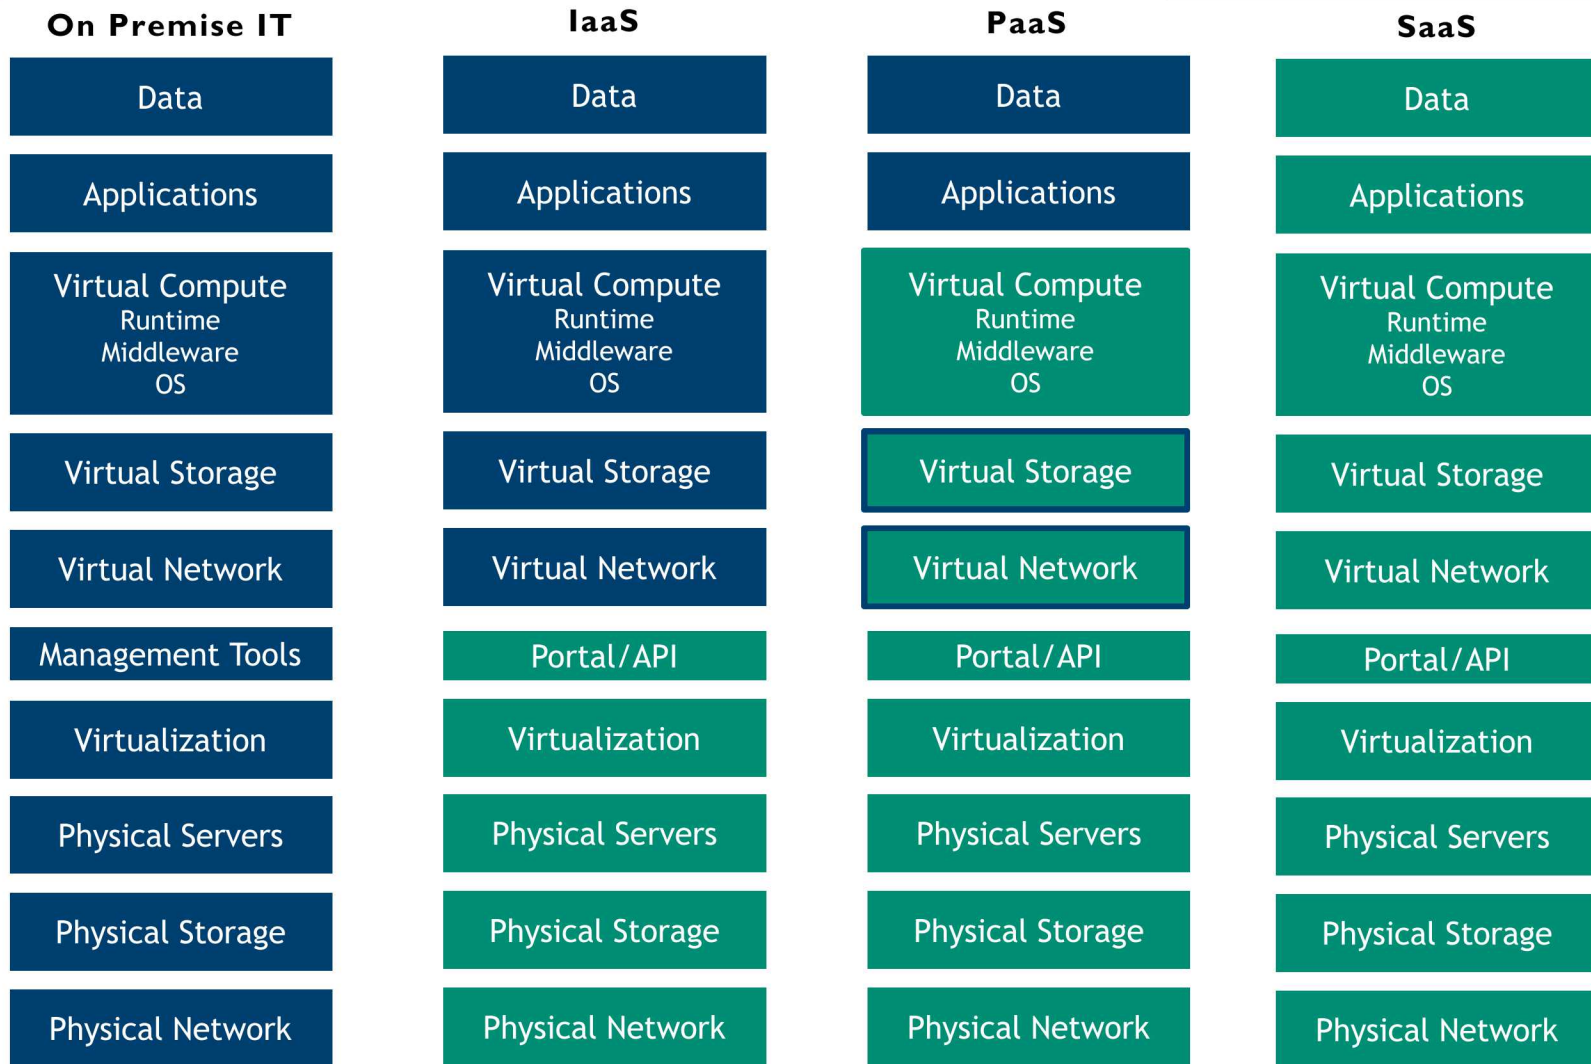 On Premise IT
Data
Applications
Virtual Compute
Runtime
Middleware
OS
Virtual Storage
Virtual Network
Management Tools
Virtualization
Physical Servers
Physical Storage
Physical Network
IaaS
Data
Applications
Virtual Compute
Runtime
Middleware
OS
Virtual Storage
Virtual Network
Portal/API
Virtualization
Physical Servers
Physical Storage
Physical Network
PaaS
Data
Applications
Virtual Compute
Runtime
Middleware
OS
Virtual Storage
Virtual Network
Portal/API
Virtualization
Physical Servers
Physical Storage
Physical Network
SaaS
Data
Applications
Virtual Compute
Runtime
Middleware
OS
Virtual Storage
Virtual Network
Portal/API
Virtualization
Physical Servers
Physical Storage
Physical Network